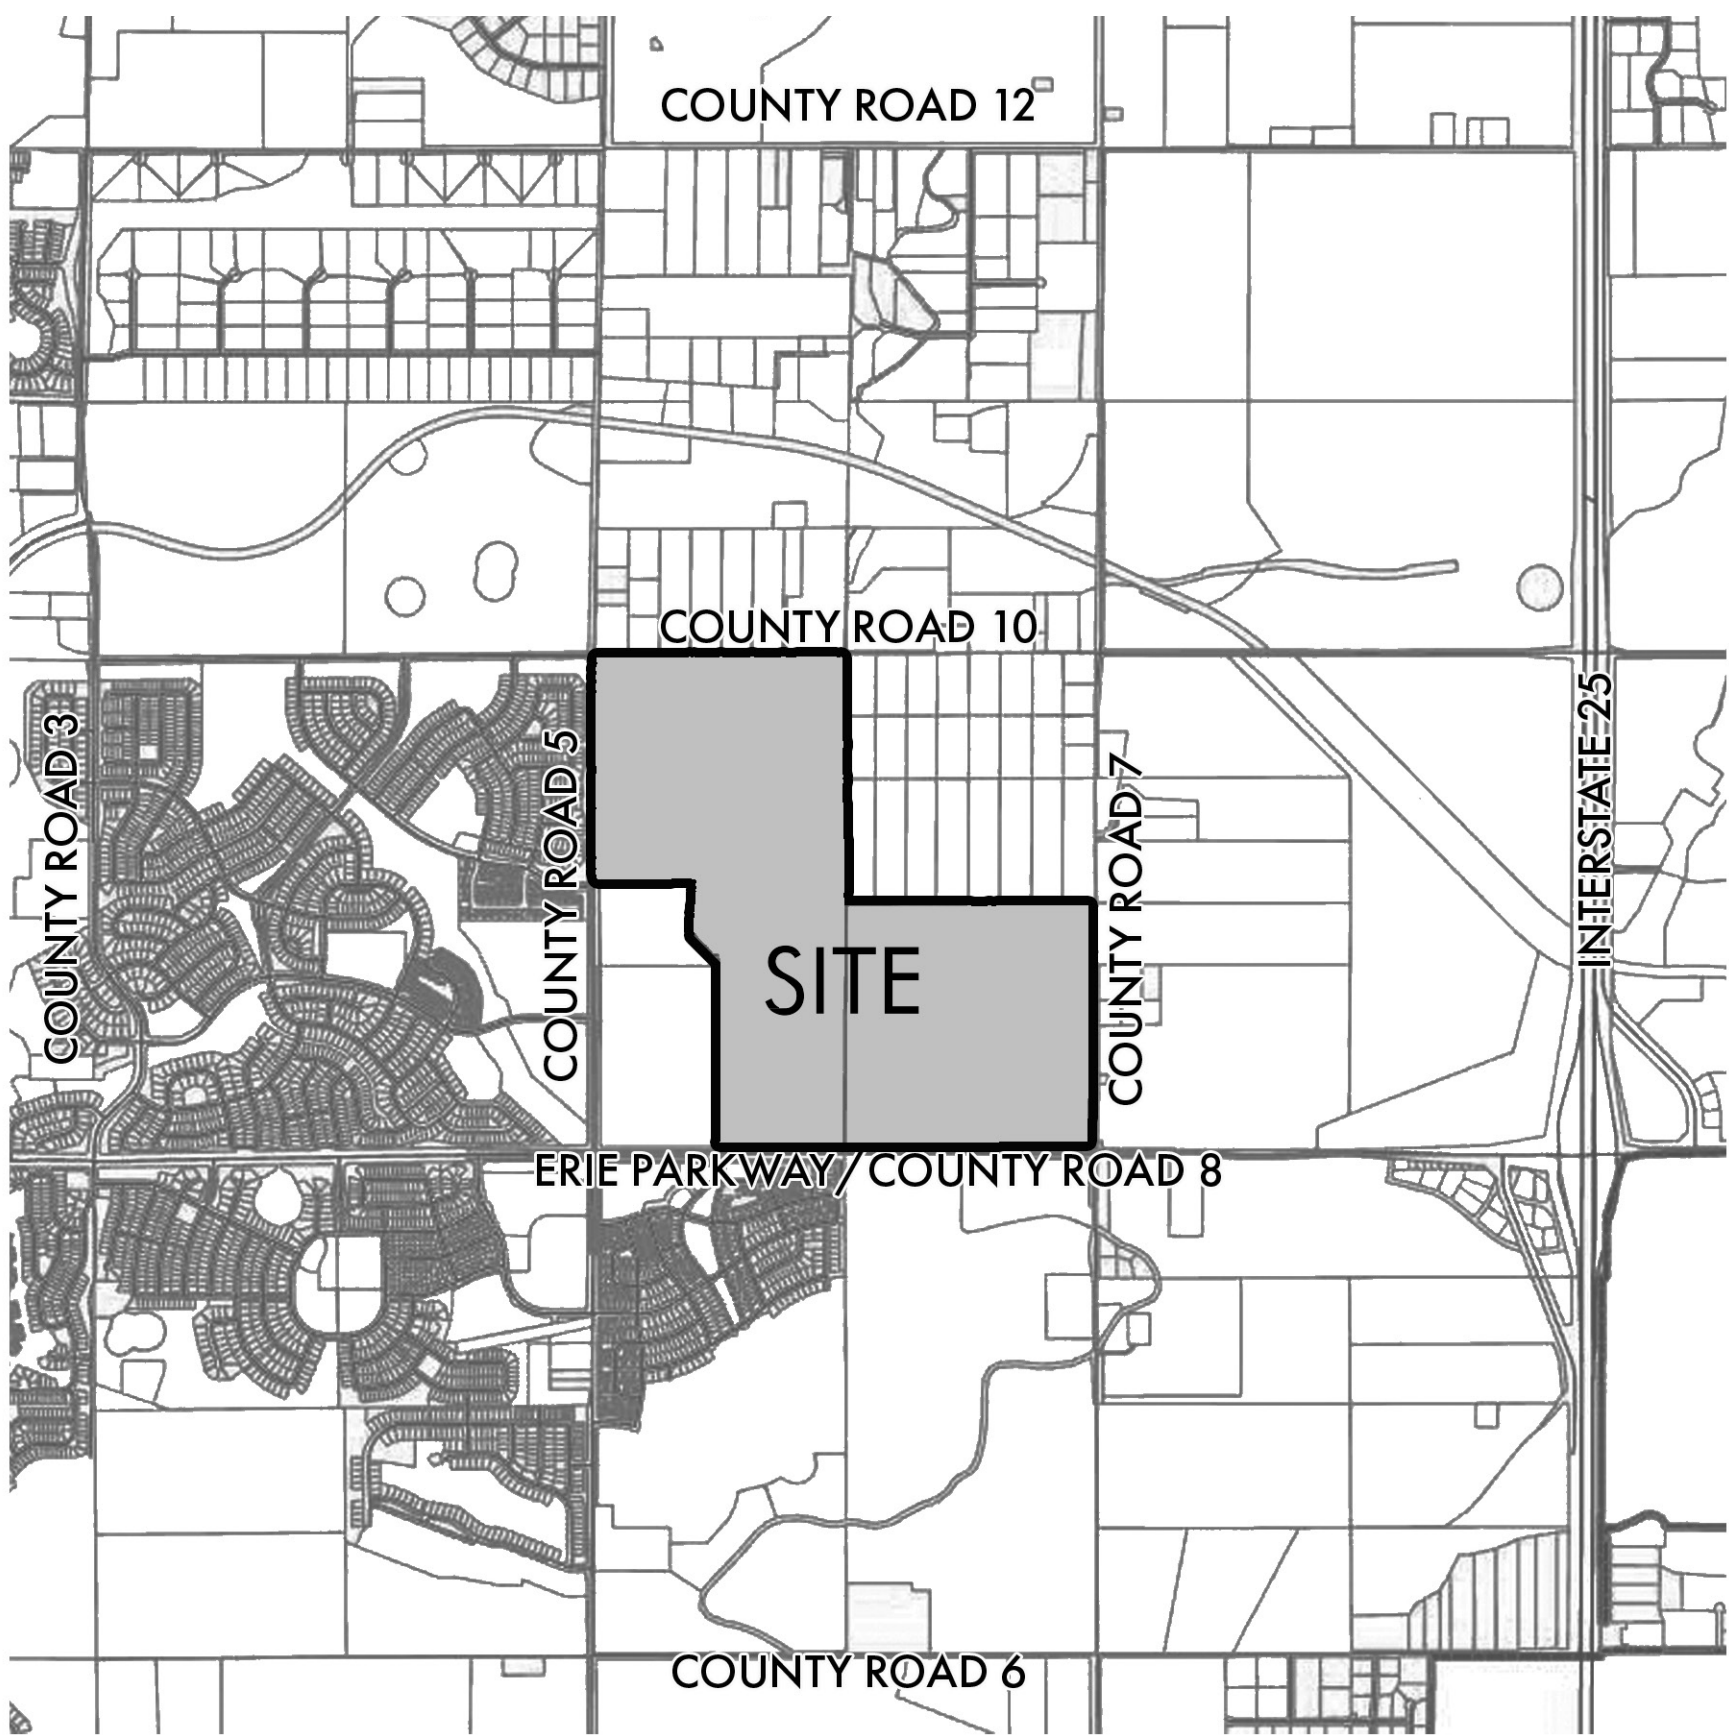 COUNTY ROAD 12
COUNTY ROAD 10
COUNTY ROAD 3
COUNTY ROAD 5
SITE
COUNTY ROAD 7
INTERSTATE 25
ERIE PARKWAY/COUNTY ROAD 8
COUNTY ROAD 6